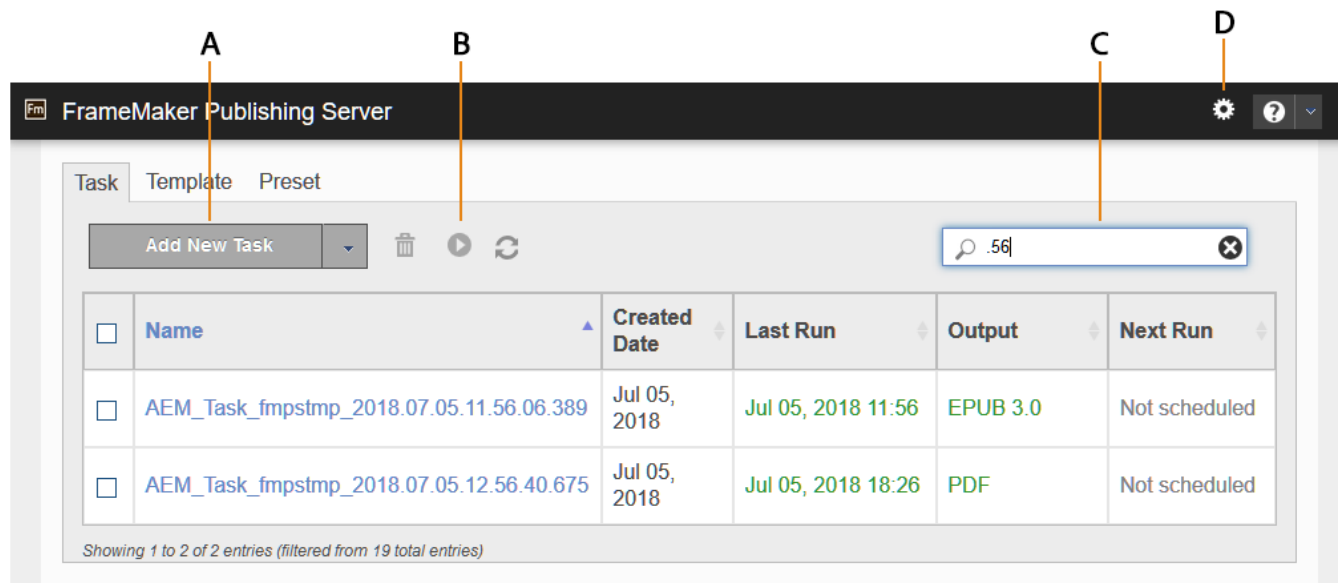 A B C D
Fm FrameMaker Publishing Server ?
Task Template Preset
Add New Task .56
Name Created Date Last Run Output Next Run
AEM_Task_fmpstmp_2018.07.05.11.56.06.389 Jul 05, 2018 Jul 05, 2018 11:56 EPUB 3.0 Not scheduled
AEM_Task_fmpstmp_2018.07.05.12.56.40.675 Jul 05, 2018 Jul 05, 2018 18:26 PDF Not scheduled
Showing 1 to 2 of 2 entries (filtered from 19 total entries)